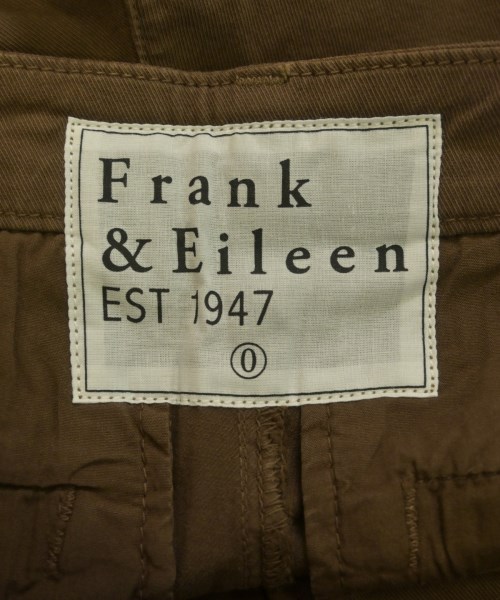 Frank
& Eileen
EST 1947
0